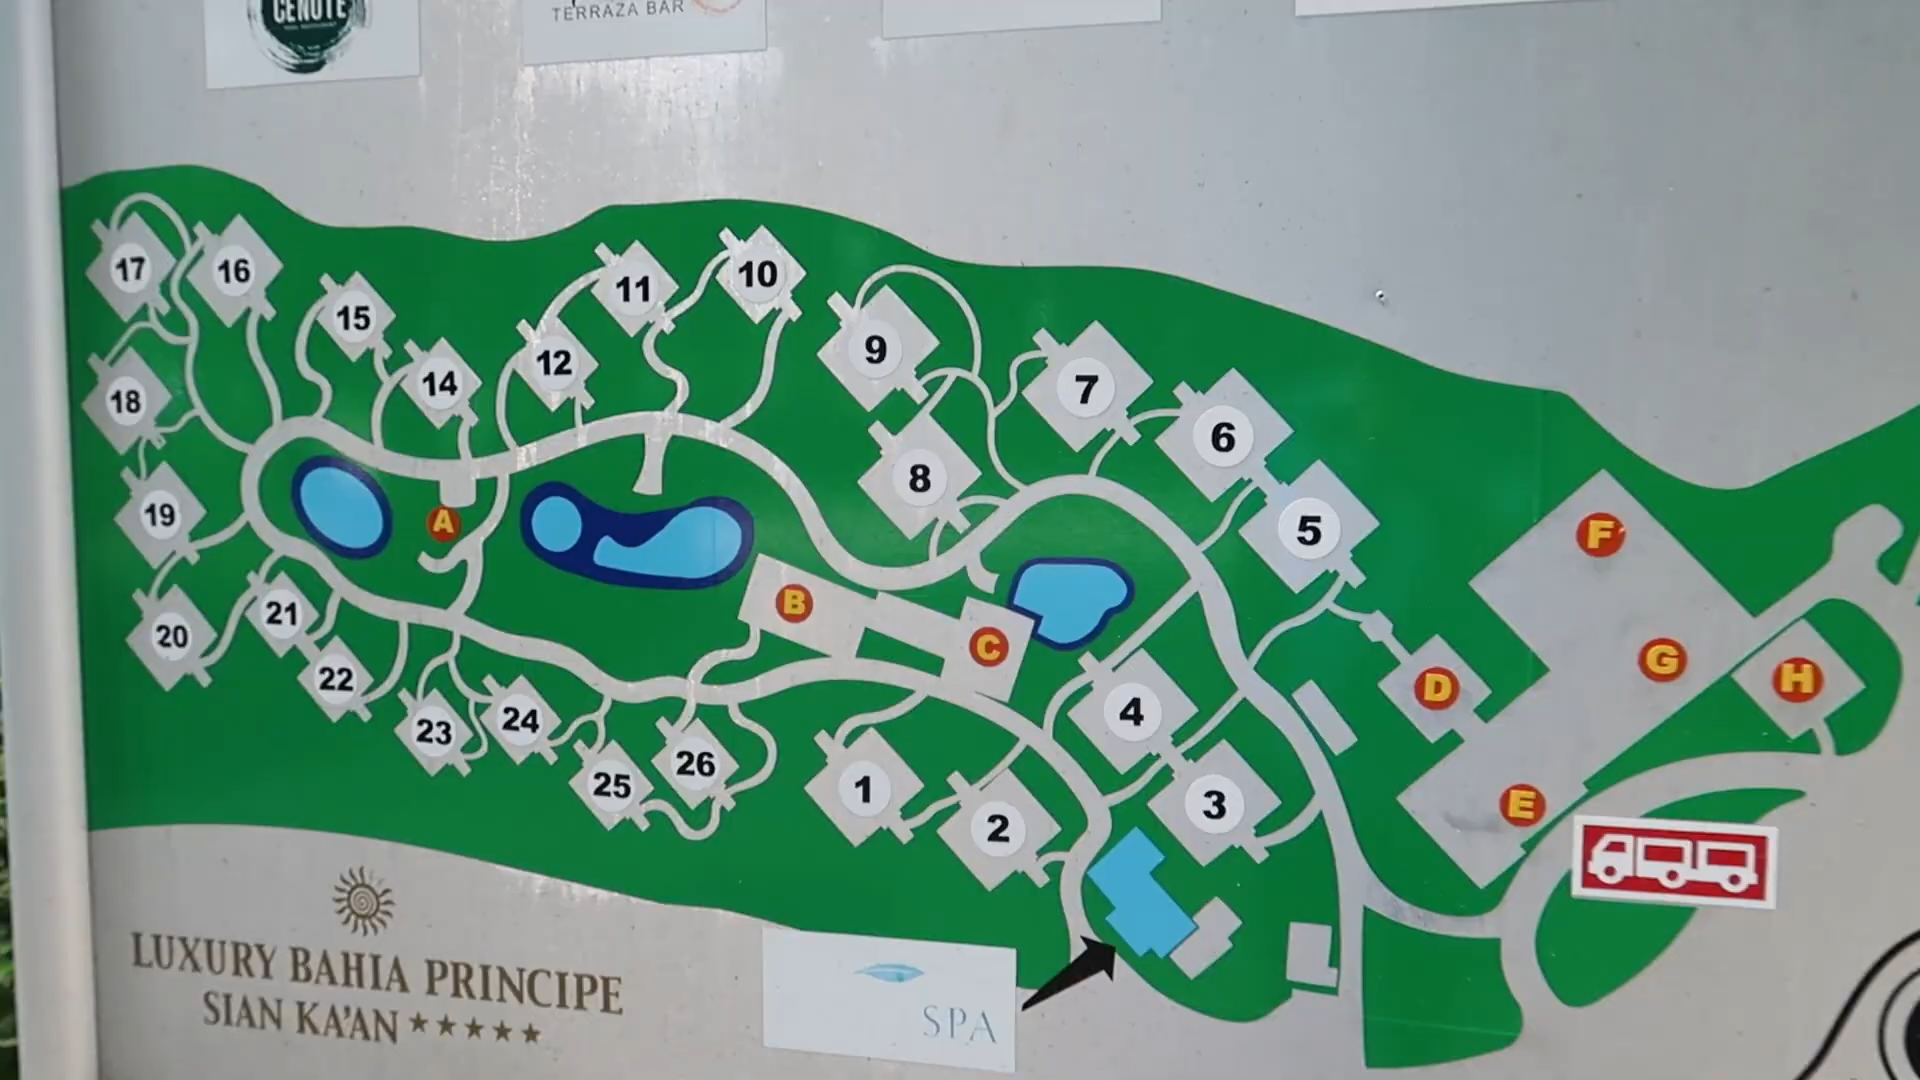 CENOTE
TERRAZA BAR
17
16
15
14
12
11
10
9
7
6
18
8
5
19
A
F
20
21
B
C
G
22
4
D
H
23
24
25
26
1
2
3
E
LUXURY BAHIA PRINCIPE
SIAN KA'AN ★★★★★
SPA